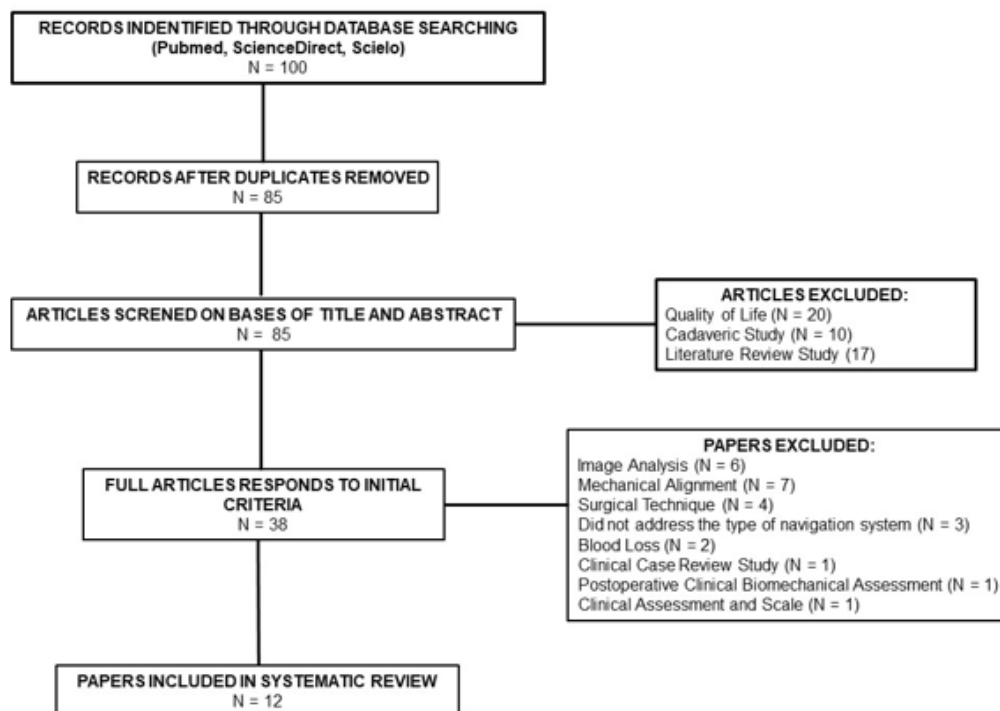 RECORDS INDENTIFIED THROUGH DATABASE SEARCHING
(Pubmed, ScienceDirect, Scielo)
N = 100
RECORDS AFTER DUPLICATES REMOVED
N = 85
ARTICLES SCRENED ON BASES OF TITLE AND ABSTRACT
N = 85
ARTICLES EXCLUDED:
Quality of Life (N = 20)
Cadaveric Study (N = 10)
Literature Review Study (17)
FULL ARTICLES RESPONDS TO INITIAL
CRITERIA
N = 38
PAPERS EXCLUDED:
Image Analysis (N = 6)
Mechanical Alignment (N = 7)
Surgical Technique (N = 4)
Did not address the type of navigation system (N = 3)
Blood Loss (N = 2)
Clinical Case Review Study (N = 1)
Postoperative Clinical Biomechanical Assessment (N = 1)
Clinical Assessment and Scale (N = 1)
PAPERS INCLUDED IN SYSTEMATIC REVIEW
N = 12